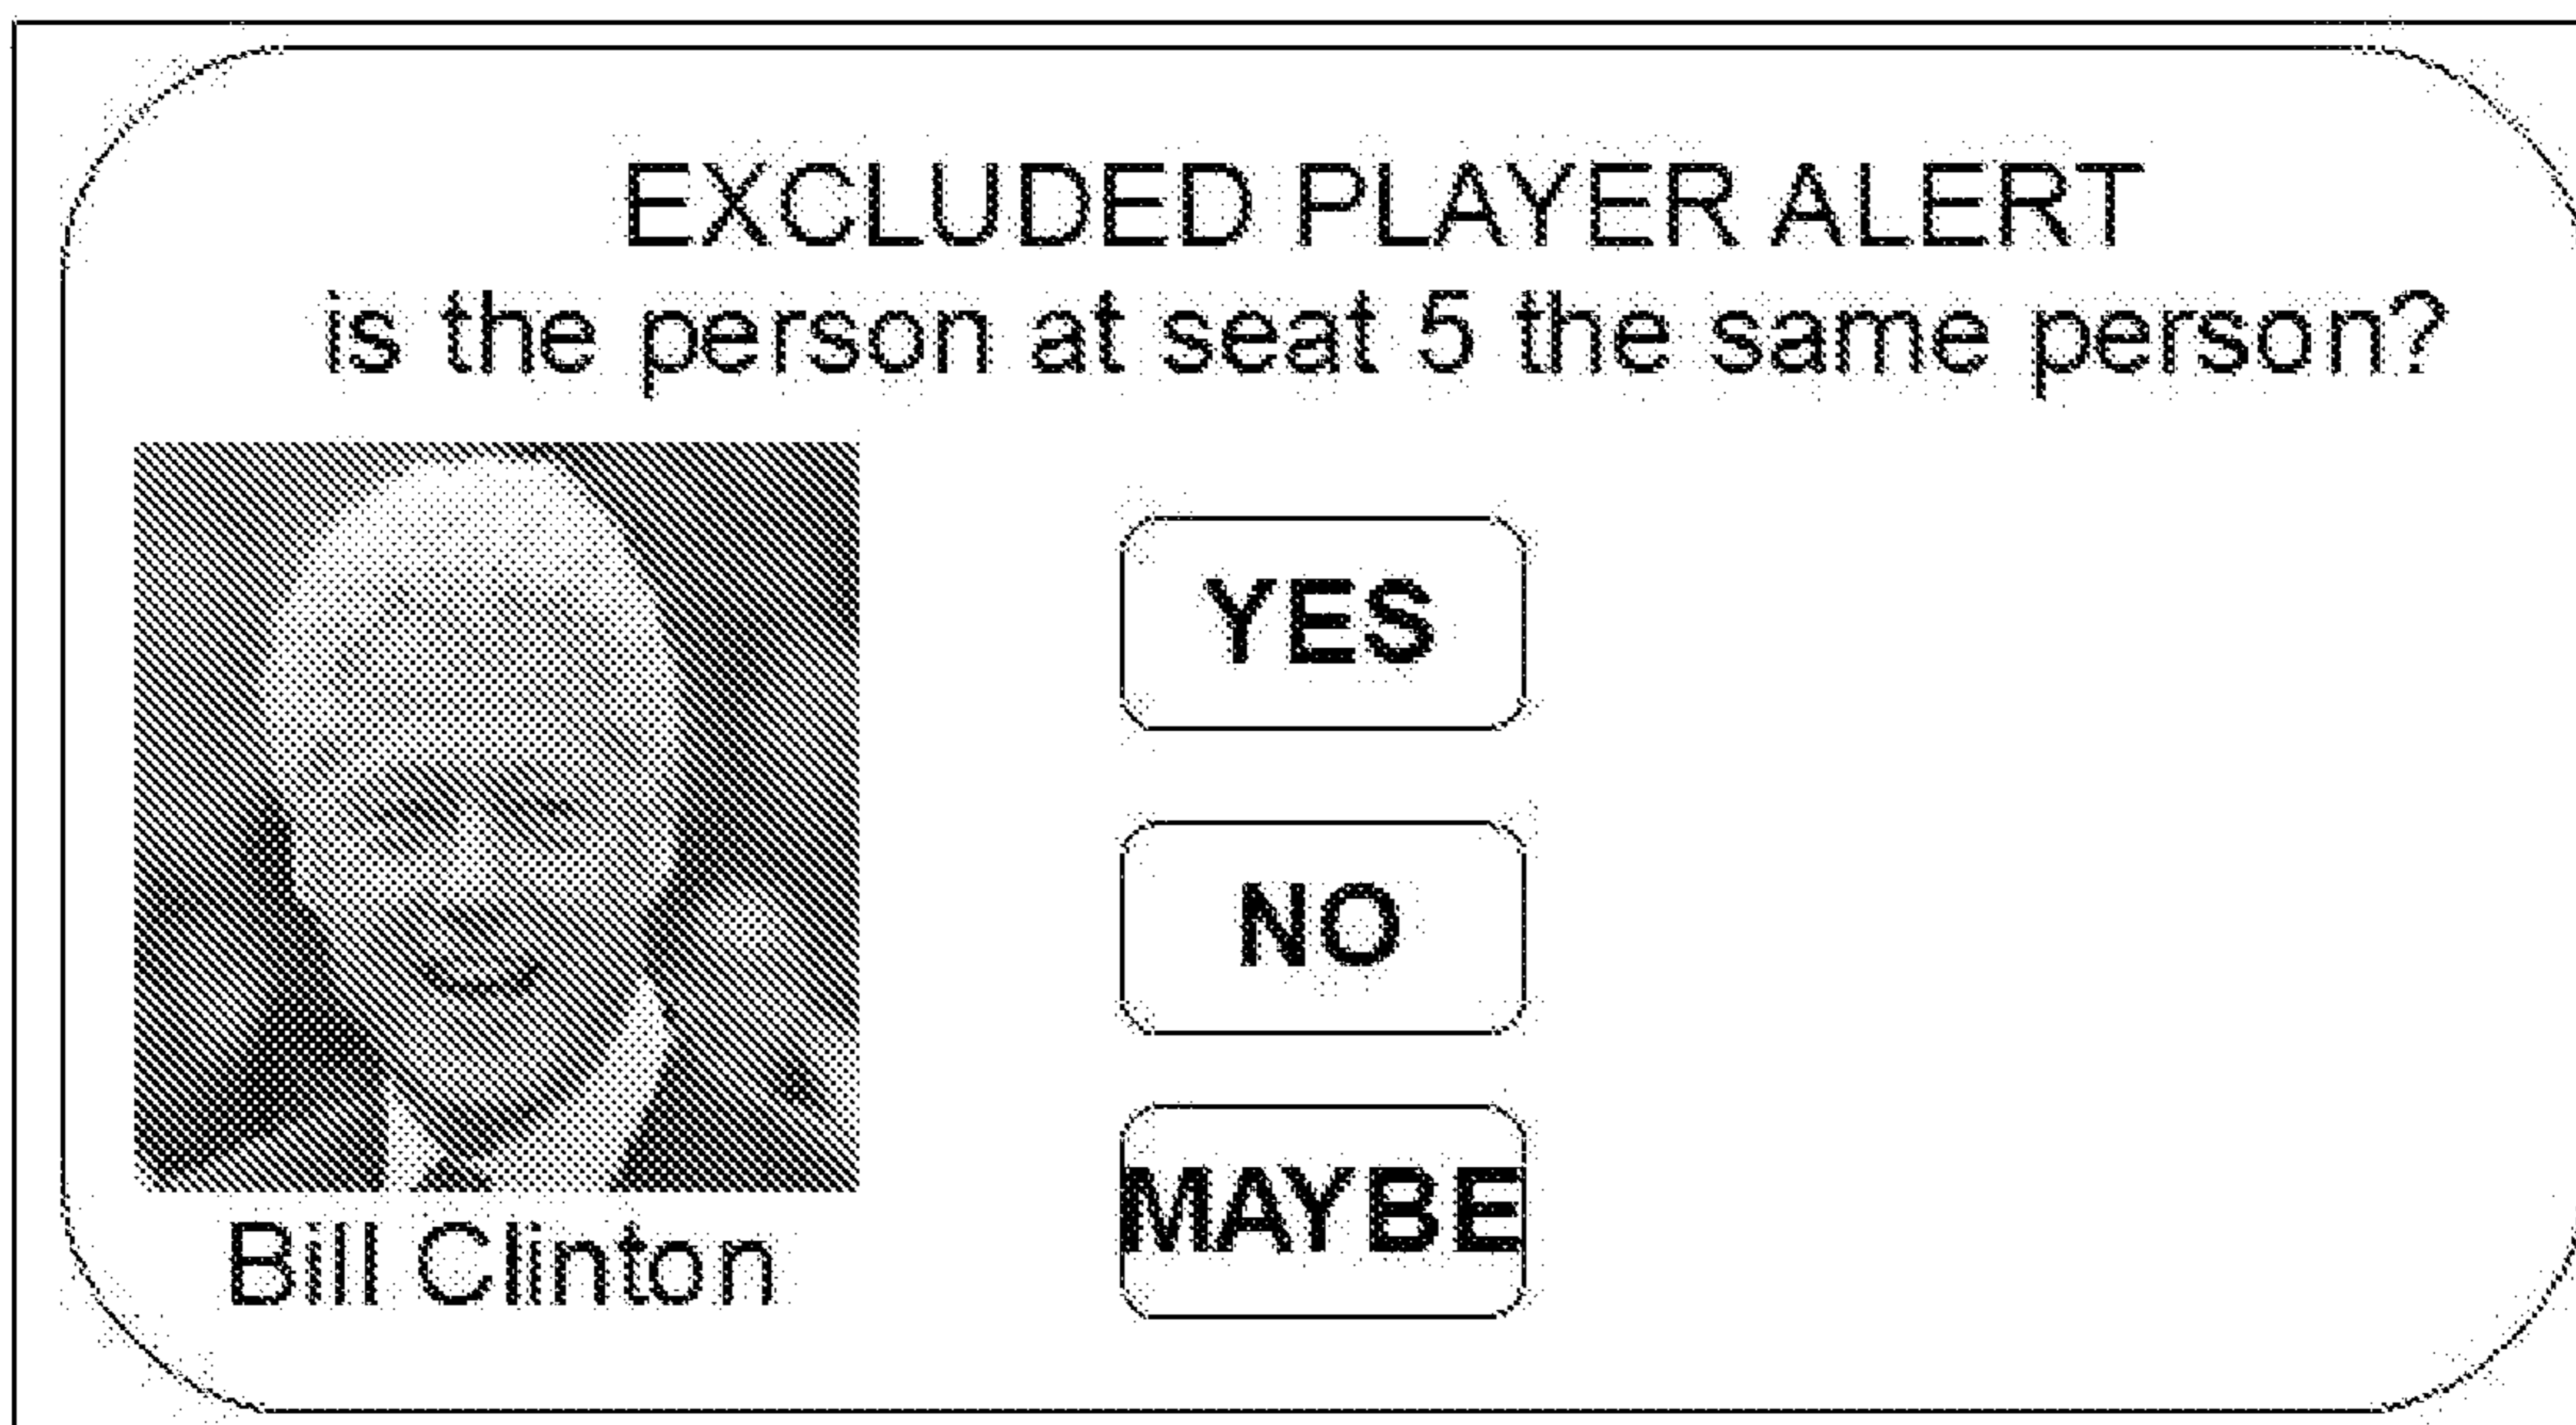 EXCLUDED PLAYER ALERT
is the person at seat 5 the same person?
YES
NO
MAYBE
Bill Clinton